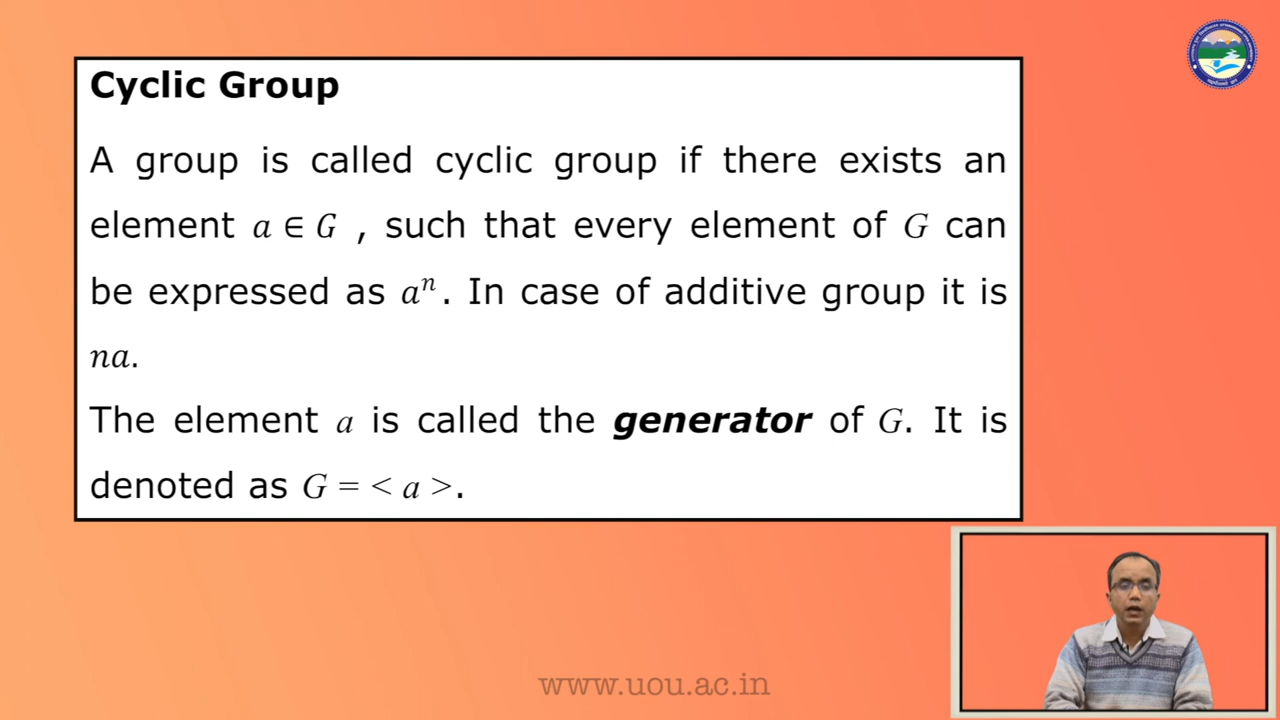 Cyclic Group
A group is called cyclic group if there exists an
element a ∈ G , such that every element of G can
be expressed as aⁿ. In case of additive group it is
na.
The element a is called the generator of G. It is
denoted as G = < a >.
www.uou.ac.in